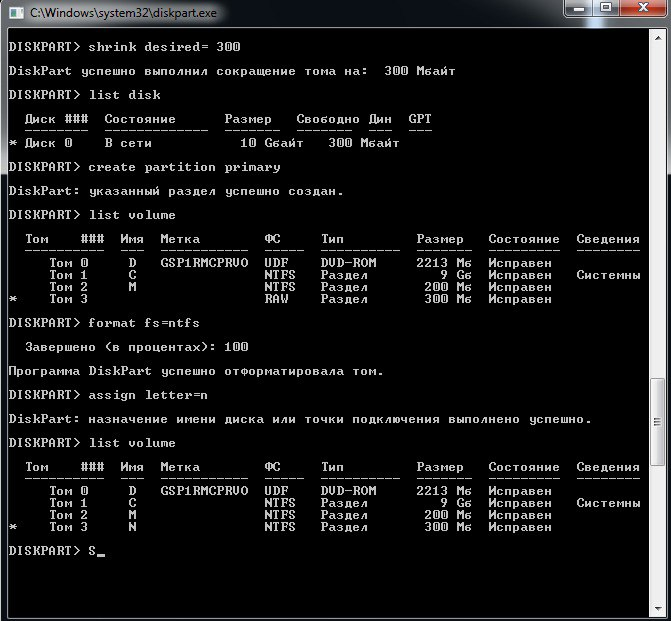 C:\Windows\system32\diskpart.exe
DISKPART> shrink desired= 300
DiskPart успешно выполнил сокращение тома на:  300 Мбайт
DISKPART> list disk
Диск ###  Состояние      Размер   Свободно Дин  GPT
--------  -------------  -------  -------  ---  ---
* Диск 0    В сети           10 Gбайт   300 Mбайт
DISKPART> create partition primary
DiskPart: указанный раздел успешно создан.
DISKPART> list volume
Том    ###  Имя  Метка        ФС     Тип         Размер   Состояние  Сведения
----------  ---  -----------  -----  ----------  -------  ---------  --------
Том 0     D   GSP1RMCPRVO  UDF    DVD-ROM     2213 Mб  Исправен
Том 1     C                NTFS   Раздел         9 Gб  Исправен   Системны
Том 2     M                NTFS   Раздел       200 Mб  Исправен
* Том 3                      RAW    Раздел       300 Mб  Исправен
DISKPART> format fs=ntfs
Завершено (в процентах): 100
Программа DiskPart успешно отформатировала том.
DISKPART> assign letter=n
DiskPart: назначение имени диска или точки подключения выполнено успешно.
DISKPART> list volume
Том    ###  Имя  Метка        ФС     Тип         Размер   Состояние  Сведения
----------  ---  -----------  -----  ----------  -------  ---------  --------
Том 0     D   GSP1RMCPRVO  UDF    DVD-ROM     2213 Mб  Исправен
Том 1     C                NTFS   Раздел         9 Gб  Исправен   Системны
Том 2     M                NTFS   Раздел       200 Mб  Исправен
* Том 3     N                NTFS   Раздел       300 Mб  Исправен
DISKPART> S_